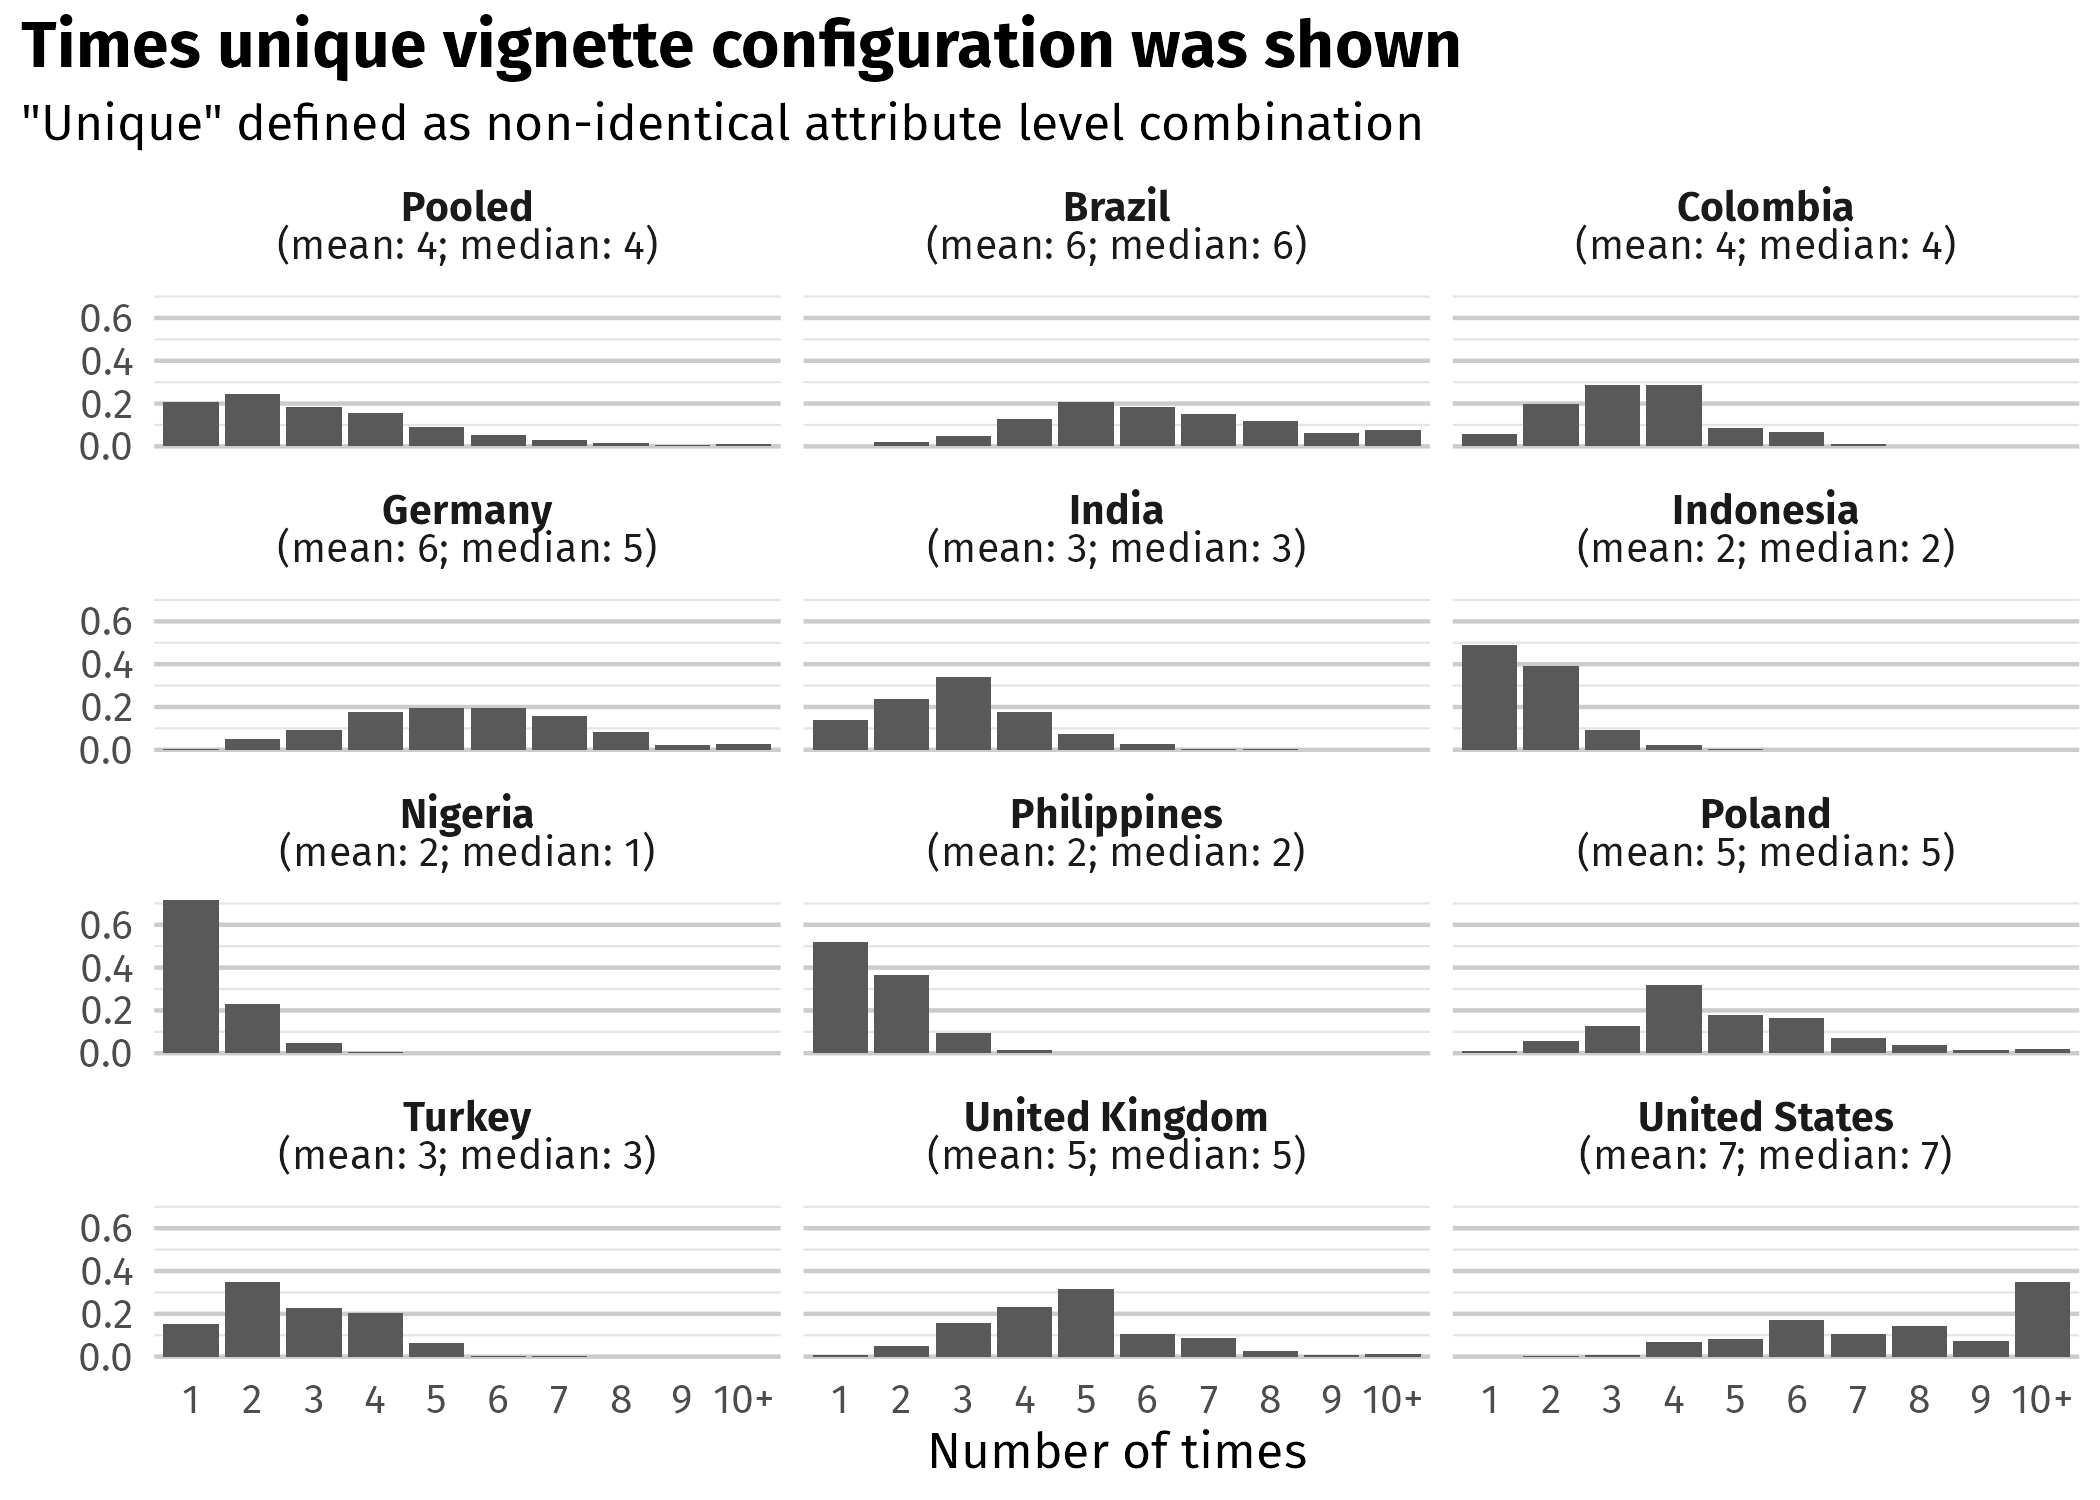 Times unique vignette configuration was shown
"Unique" defined as non-identical attribute level combination
Pooled
(mean: 4; median: 4)
Brazil
(mean: 6; median: 6)
Colombia
(mean: 4; median: 4)
0.6
0.4
0.2
0.0
Germany
(mean: 6; median: 5)
India
(mean: 3; median: 3)
Indonesia
(mean: 2; median: 2)
0.6
0.4
0.2
0.0
Nigeria
(mean: 2; median: 1)
Philippines
(mean: 2; median: 2)
Poland
(mean: 5; median: 5)
0.6
0.4
0.2
0.0
Turkey
(mean: 3; median: 3)
United Kingdom
(mean: 5; median: 5)
United States
(mean: 7; median: 7)
0.6
0.4
0.2
0.0
1 2 3 4 5 6 7 8 9 10+
1 2 3 4 5 6 7 8 9 10+
1 2 3 4 5 6 7 8 9 10+
Number of times